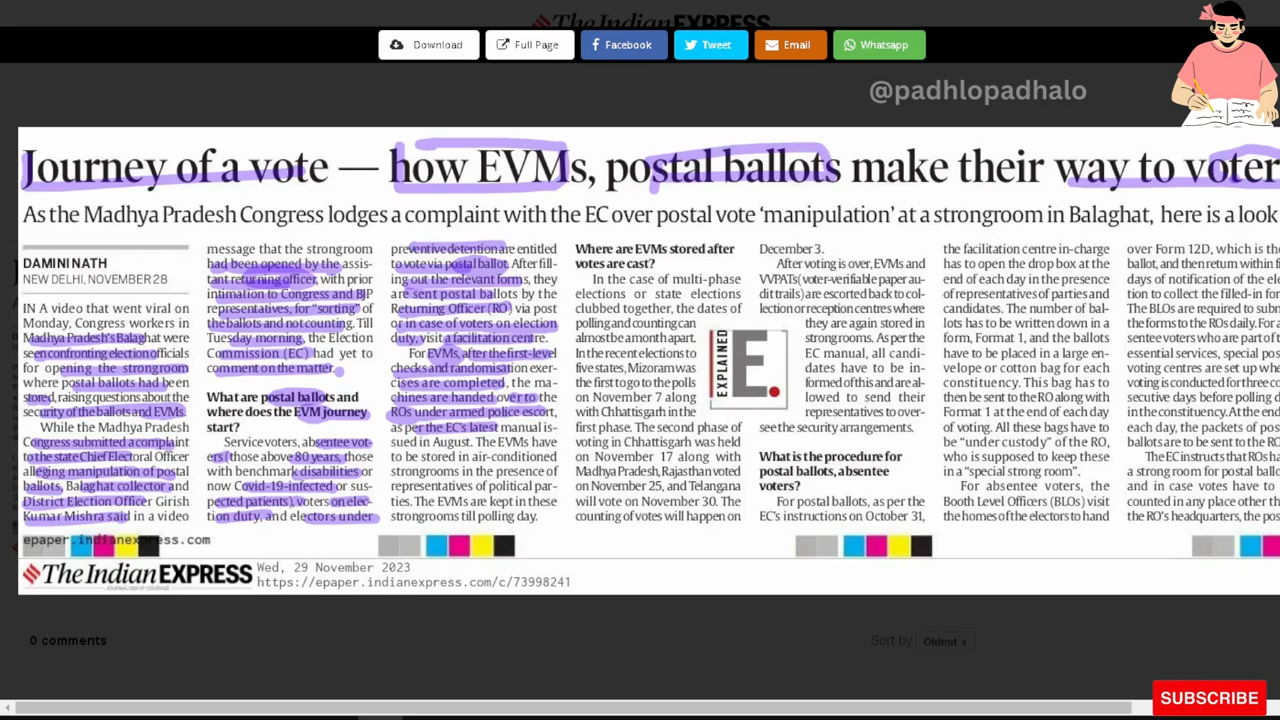 The Indian EXPRESS
Download
Full Page
Facebook
Tweet
Email
Whatsapp
@padhlopadhalo
Journey of a vote — how EVMs, postal ballots make their way to voter
As the Madhya Pradesh Congress lodges a complaint with the EC over postal vote ‘manipulation’ at a strongroom in Balaghat, here is a look
DAMINI NATH
NEW DELHI, NOVEMBER 28
IN A video that went viral on
Monday, Congress workers in
Madhya Pradesh's Balaghat were
seen confronting election officials
for opening the strongroom
where postal ballots had been
stored, raising questions about the
security of the ballots and EVMs.
While the Madhya Pradesh
Congress submitted a complaint
to the state Chief Electoral Officer
alleging manipulation of postal
ballots, Balaghat collector and
District Election Officer Girish
Kumar Mishra said in a video
message that the strongroom
had been opened by the assis-
tant returning officer, with prior
intimation to Congress and BJP
representatives, for “sorting” of
the ballots and not counting. Till
Tuesday morning, the Election
Commission (EC) had yet to
comment on the matter.
What are postal ballots and
where does the EVM journey
start?
Service voters, absentee vot-
ers (those above 80 years, those
with benchmark disabilities or
now Covid-19-infected or sus-
pected patients), voters on elec-
tion duty, and electors under
preventive detention are entitled
to vote via postal ballot. After fill-
ing out the relevant forms, they
are sent postal ballots by the
Returning Officer (RO) via post
or in case of voters on election
duty, visit a facilitation centre.
For EVMs, after the first-level
checks and randomisation exer-
cises are completed, the ma-
chines are handed over to the
ROs under armed police escort,
as per the EC's latest manual is-
sued in August. The EVMs have
to be stored in air-conditioned
strongrooms in the presence of
representatives of political par-
ties. The EVMs are kept in these
strongrooms till polling day.
Where are EVMs stored after
votes are cast?
In the case of multi-phase
elections or state elections
clubbed together, the dates of
polling and counting can
almost be a month apart.
In the recent elections to
five states, Mizoram was
the first to go to the polls
on November 7 along
with Chhattisgarh in the
first phase. The second phase of
voting in Chhattisgarh was held
on November 17 along with
Madhya Pradesh, Rajasthan voted
on November 25, and Telangana
will vote on November 30. The
counting of votes will happen on
EXPLAINED
E.
December 3.
After voting is over, EVMs and
VVPATs (voter-verifiable paper au-
dit trails) are escorted back to col-
lection or reception centres where
they are again stored in
strong rooms. As per the
EC manual, all candi-
dates have to be in-
formed of this and are al-
lowed to send their
representatives to over-
see the security arrangements.
What is the procedure for
postal ballots, absentee
voters?
For postal ballots, as per the
EC's instructions on October 31,
the facilitation centre in-charge
has to open the drop box at the
end of each day in the presence
of representatives of parties and
candidates. The number of bal-
lots has to be written down in a
form, Format 1, and the ballots
have to be placed in a large en-
velope or cotton bag for each
constituency. This bag has to
then be sent to the RO along with
Format 1 at the end of each day
of voting. All these bags have to
be “under custody” of the RO,
who is supposed to keep these
in a “special strong room”.
For absentee voters, the
Booth Level Officers (BLOs) visit
the homes of the electors to hand
over Form 12D, which is the
ballot, and then return within fi
days of notification of the ele
tion to collect the filled-in for
The BLOs are required to subm
the forms to the ROs daily. For a
sentee voters who are part of t
essential services, special pos
voting centres are set up whe
voting is conducted for three co
secutive days before polling d
in the constituency. At the end
each day, the packets of pos
ballots are to be sent to the RO
The EC instructs that ROs ha
a strong room for postal ballo
and in case votes have to
counted in any place other th
the RO's headquarters, the pos
epaper.indianexpress.com
The Indian EXPRESS
JOURNALISM OF COURAGE
Wed, 29 November 2023
https://epaper.indianexpress.com/c/73998241
0 comments
Sort by Oldest
SUBSCRIBE